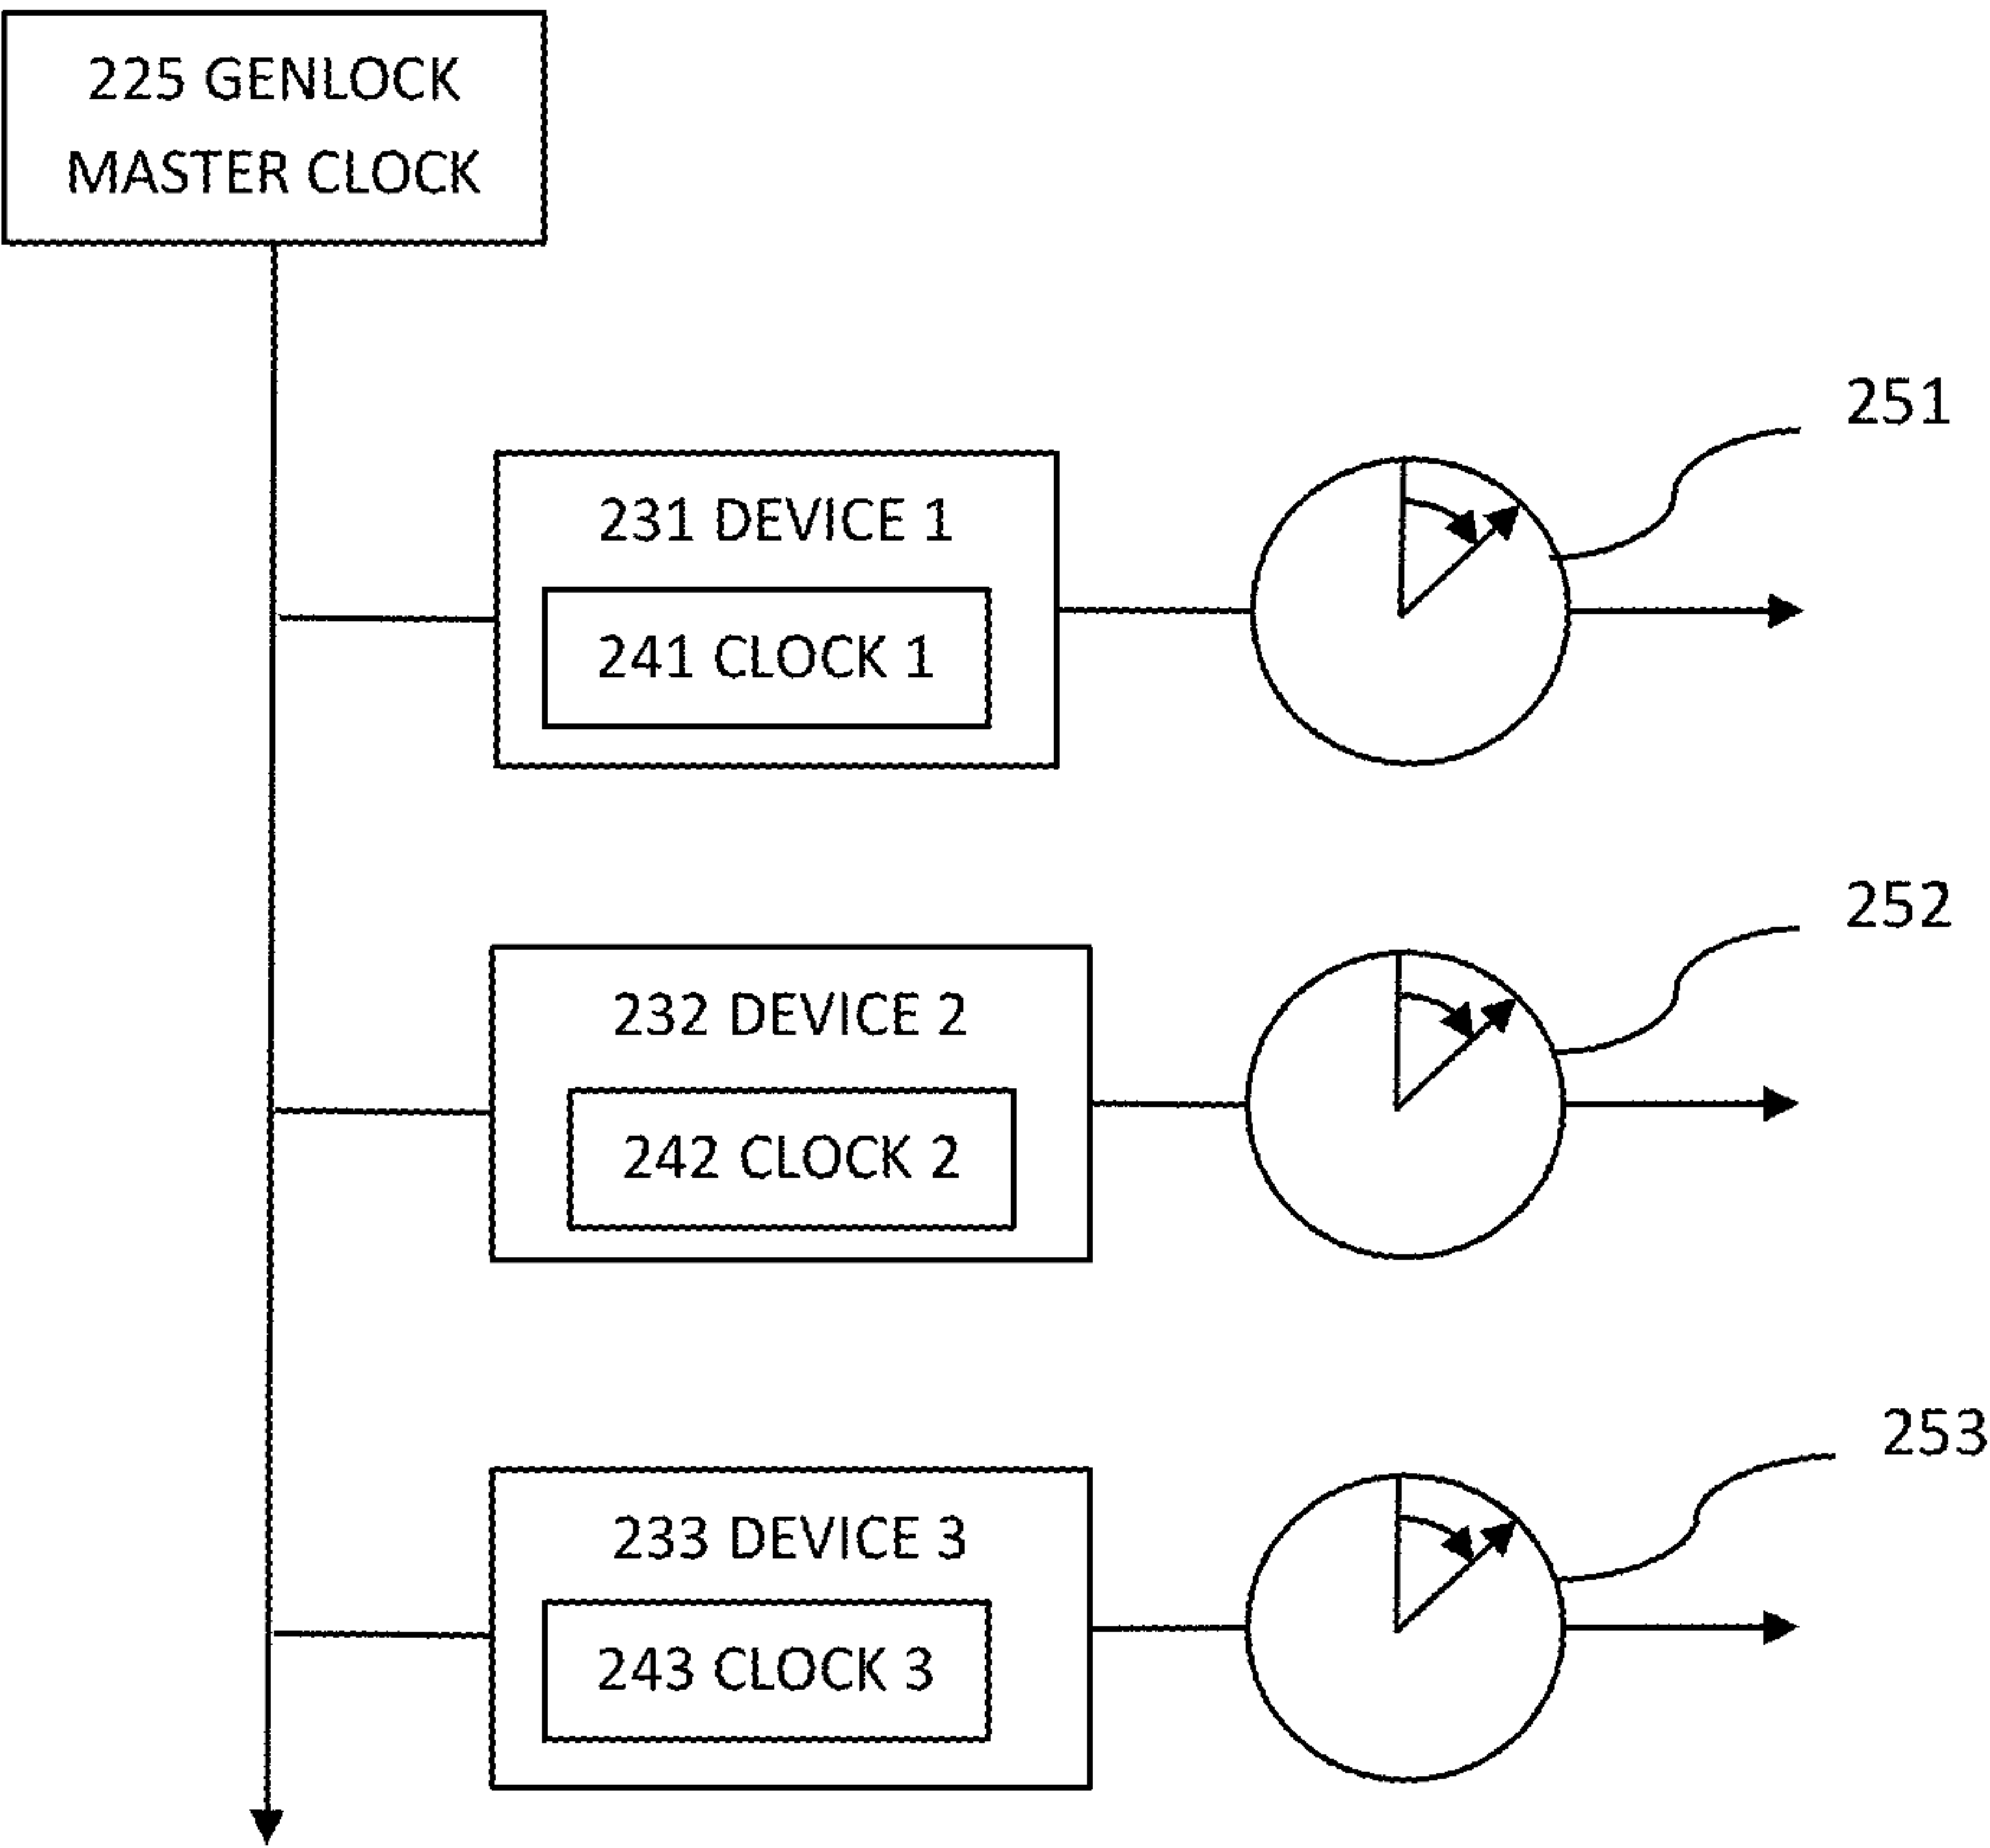 225 GENLOCK
MASTER CLOCK
251
231 DEVICE 1
241 CLOCK 1
252
232 DEVICE 2
242 CLOCK 2
253
233 DEVICE 3
243 CLOCK 3